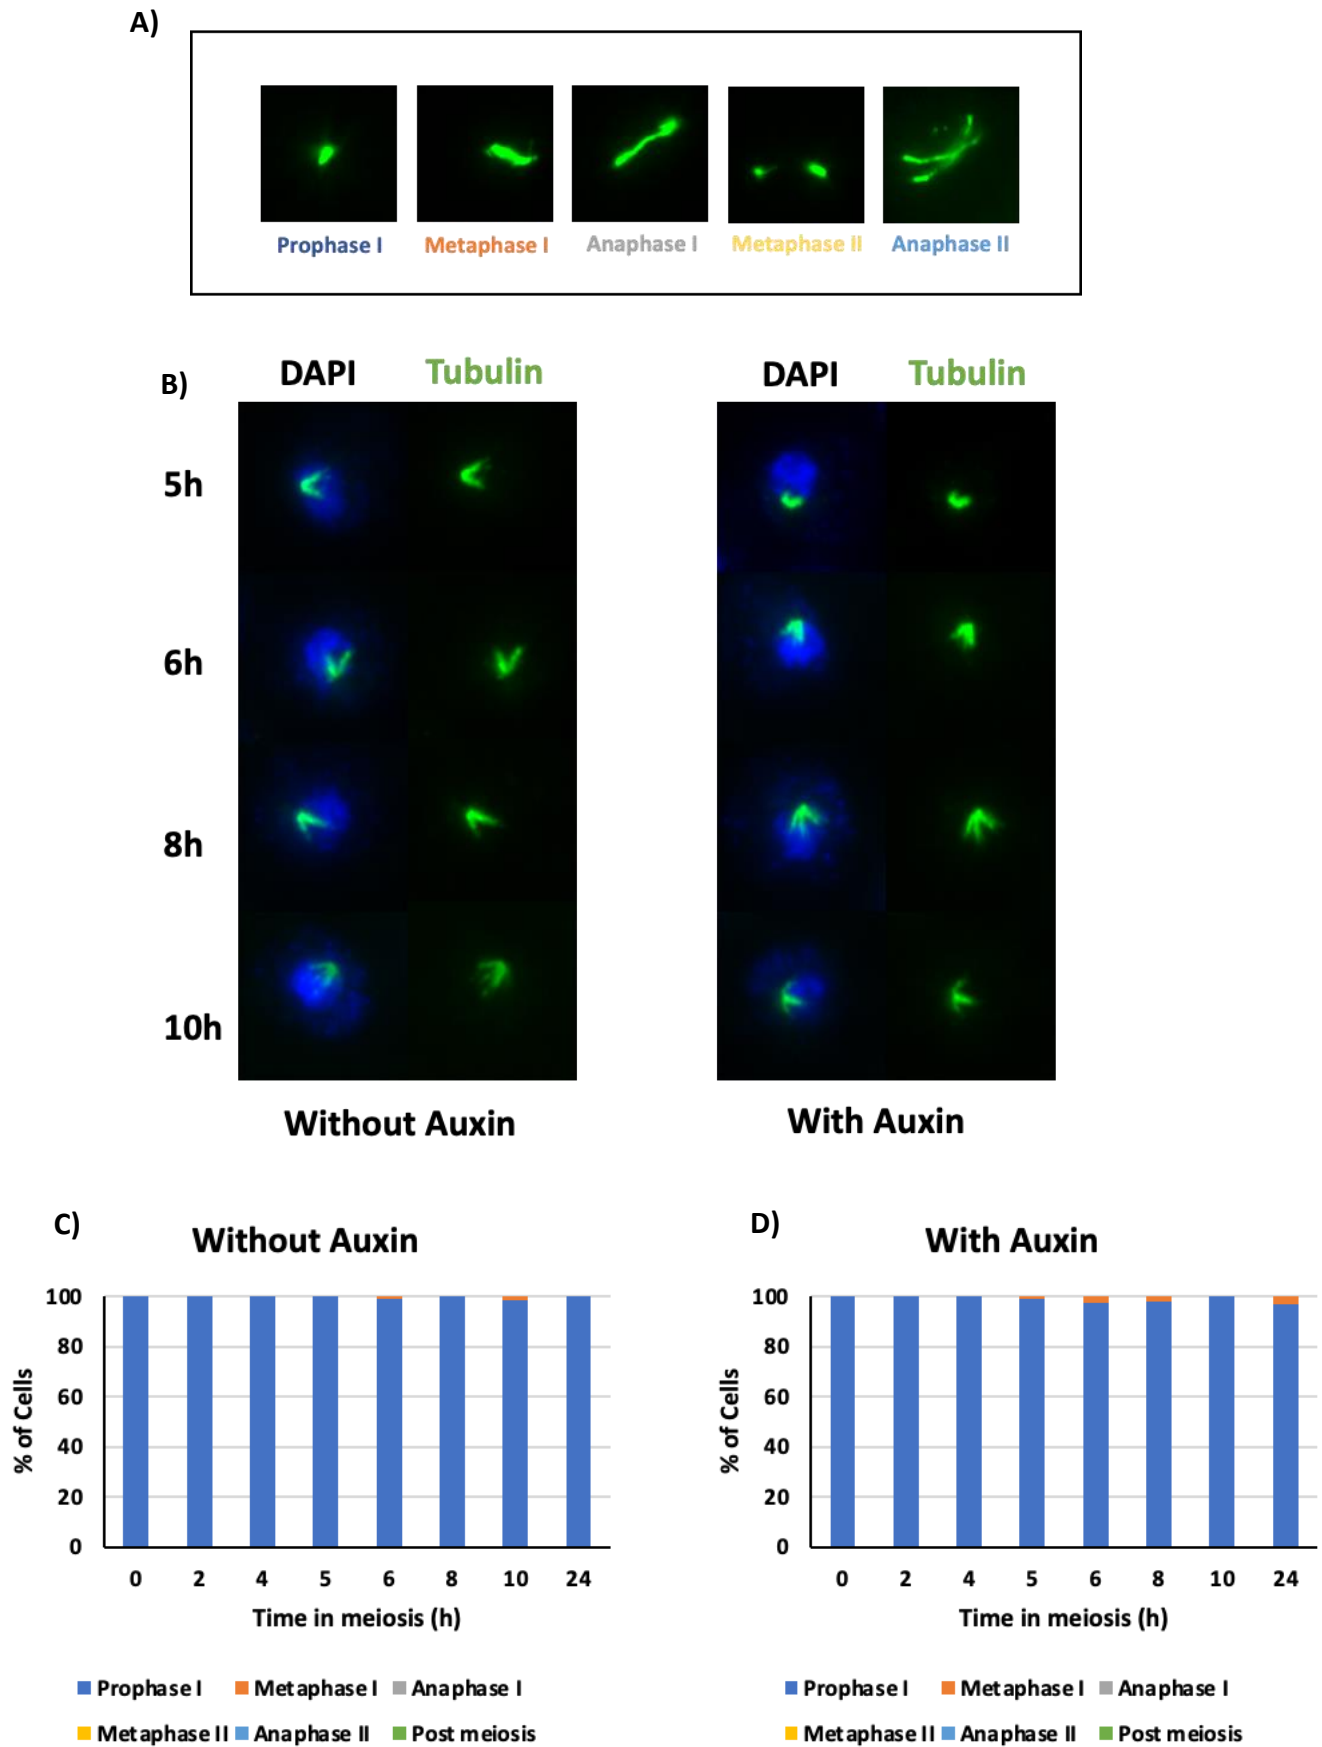 A)
Prophase I Metaphase I Anaphase I Metaphase II Anaphase II
B)
DAPI Tubulin DAPI Tubulin
5h
6h
8h
10h
Without Auxin With Auxin
C) Without Auxin
% of Cells
100
80
60
40
20
0
0 2 4 5 6 8 10 24
Time in meiosis (h)
Prophase I Metaphase I Anaphase I
Metaphase II Anaphase II Post meiosis
D) With Auxin
% of Cells
100
80
60
40
20
0
0 2 4 5 6 8 10 24
Time in meiosis (h)
Prophase I Metaphase I Anaphase I
Metaphase II Anaphase II Post meiosis